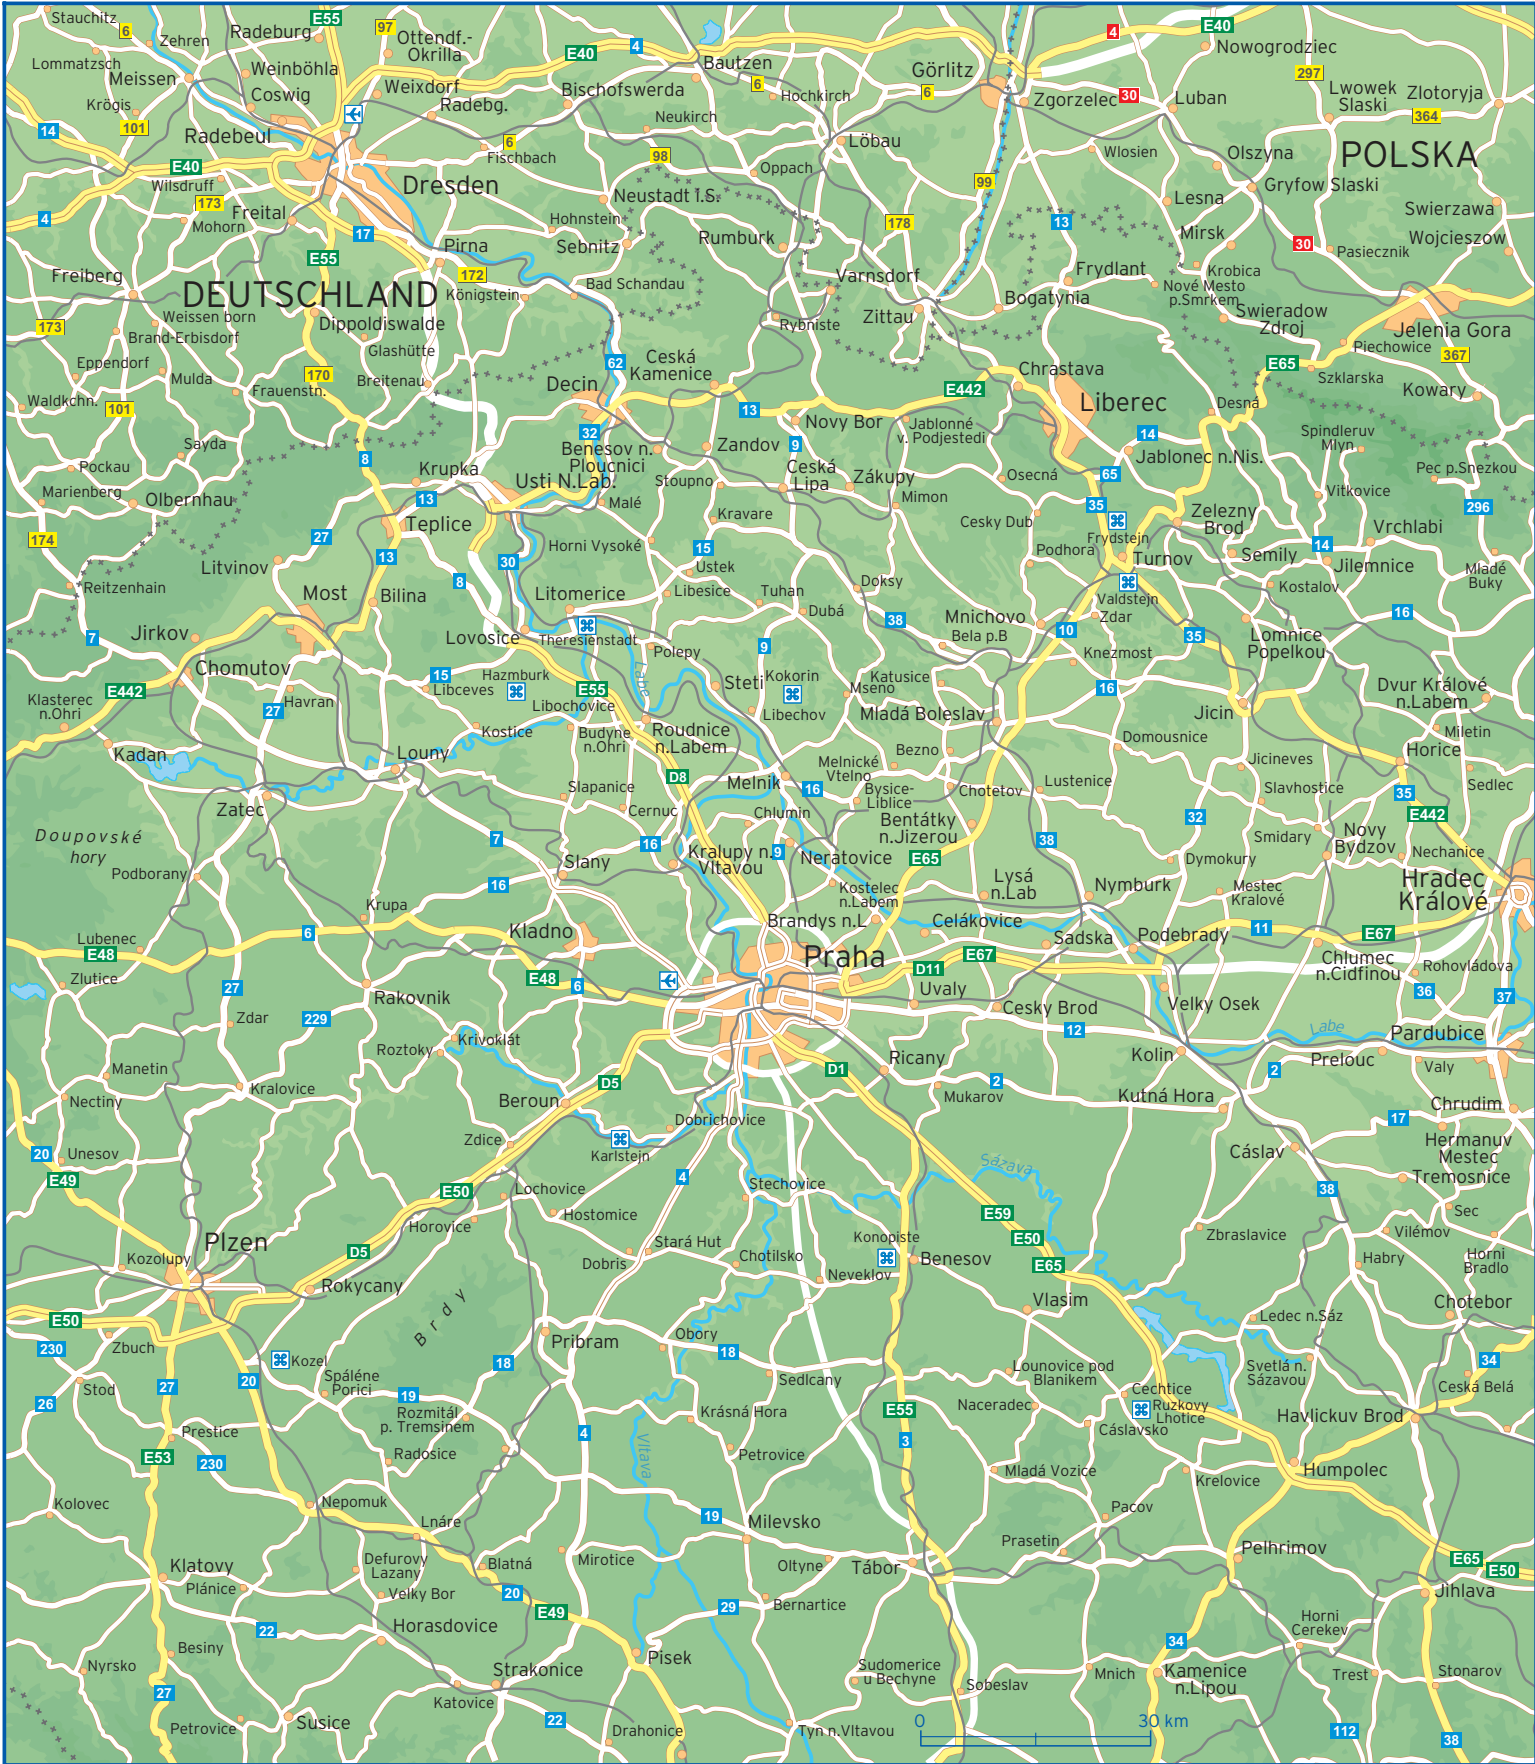 Stauchitz
6
Zehren
Radeburg
E55
97
Ottendf.-
Okrilla
E40
4
4
E40
Nowogrodziec
Lommatzsch
Meissen
Weinböhla
Coswig
Weixdorf
Radebg.
Bischofswerda
Bautzen
6
Hochkirch
Görlitz
6
Zgorzelec
30
Luban
297
Lwowek
Slaski
Zlotoryja
364
Krögis
101
14
Radebeul
Neukirch
Löbau
E40
6
Fischbach
98
Oppach
Wlosien
Olszyna
POLSKA
Wilsdruff
173
Dresden
99
Gryfow Slaski
4
Mohorn
Freital
17
Hohnstein
Neustadt i.S.
178
13
Lesna
Swierzawa
E55
Pirna
Sebnitz
Rumburk
Mirsk
30
Pasiecznik
Wojcieszow
Freiberg
172
DEUTSCHLAND
Königstein
Bad Schandau
Varnsdorf
Frydlant
Krobica
Nové Mesto
p.Smrkem
Bogatynia
Weissen born
173
Brand-Erbisdorf
Dippoldiswalde
Rybniste
Zittau
Swieradow
Zdroj
Jelenia Gora
Glashütte
Piechowice
367
Eppendorf
Mulda
170
Breitenau
62
Ceská
Kamenice
Chrastava
E65
Szklarska
Waldkchn.
101
Frauenstn.
Decin
13
E442
Liberec
Desná
Kowary
Novy Bor
Jablonné
v. Podjestedi
14
Spindleruv
Mlyn
Sayda
8
32
Benesov n.
Ploucnici
Zandov
9
Jablonec n.Nis.
Pockau
Krupka
Usti N.Lab.
Stoupno
Ceská
Lipa
Zákupy
Osecná
65
Pec p.Snezkou
Marienberg
Olbernhau
13
Malé
Mimon
35
Vitkovice
296
174
Teplice
Kravare
Cesky Dub
Frydstejn
Zelezny
Brod
Vrchlabi
27
Horni Vysoké
15
Podhora
Turnov
Semily
14
Jilemnice
Litvinov
13
8
30
Ustek
Doksy
Valdstejn
Kostalov
Mladé
Buky
Reitzenhain
Most
Bilina
Litomerice
Libesice
Tuhan
Dubá
38
Mnichovo
Zdar
16
7
Jirkov
Lovosice
Theresienstadt
Polepy
9
Bela p.B
10
35
Lomnice
Popelkou
Chomutov
15
Hazmburk
Labe
Steti
Kokorin
Katusice
Knezmost
E442
Libceves
E55
Mseno
16
Dvur Králové
n.Labem
Klasterec
n.Ohri
27
Havran
Libochovice
Libechov
Mladá Boleslav
Jicin
Kostice
Budyne
n.Ohri
Roudnice
n.Labem
Miletin
Kadan
Louny
Melnické
Vtelno
Bezno
Domousnice
Horice
D8
Melnik
16
Jicineves
Zatec
Slapanice
Bysice-
Liblice
Chotetov
Lustenice
Slavhostice
35
Sedlec
Cernuc
Chlumin
Bentátky
n.Jizerou
32
E442
Doupovské
hory
7
16
9
38
Smidary
Novy
Bydzov
Podborany
Slany
Kralupy n.
Vltavou
Neratovice
E65
Dymokury
Nechanice
16
Kostelec
n.Labem
Lysá
n.Lab
Nymburk
Mestec
Kralové
Hradec
Králové
Krupa
Brandys n.L
Celákovice
Lubenec
6
Kladno
Sadska
Podebrady
11
E67
E48
Praha
D11
E67
Chlumec
n.Cidfinou
Rohovládova
Zlutice
27
Rakovnik
E48
6
Uvaly
Velky Osek
36
37
Zdar
229
Cesky Brod
12
Labe
Pardubice
Roztoky
Krivoklát
Ricany
Kolin
Prelouc
Manetin
D5
D1
2
2
Valy
Nectiny
Kralovice
Beroun
Mukarov
Kutná Hora
Chrudim
Dobrichovice
17
20
Unesov
Zdice
Karlstejn
Cáslav
Hermanuv
Mestec
E49
E50
Lochovice
4
Stechovice
Sázava
38
Tremosnice
Horovice
Hostomice
E59
Sec
Plzen
D5
Konopiste
E50
Zbraslavice
Vilémov
Kozolupy
Stará Hut
Dobris
Chotilsko
Benesov
E65
Habry
Horni
Bradlo
Rokycany
Neveklov
Brdy
Vlasim
E50
Pribram
Obory
Ledec n.Sáz
Chotebor
230
Zbuch
Kozel
18
18
Lounovice pod
Blanikem
Svetlá n.
Sázavou
34
Stod
27
20
Spáléne
Porici
Sedlcany
Cechtice
Ceská Belá
26
19
Rozmitál
p. Tremsinem
Krásná Hora
E55
Naceradec
Ruzkovy
Lhotice
Havlickuv Brod
Prestice
4
3
Cáslavsko
E53
230
Radosice
Vltava
Petrovice
Mladá Vozice
Krelovice
Humpolec
Kolovec
Nepomuk
Pacov
Lnáre
19
Milevsko
Prasetin
Klatovy
Defurovy
Lazany
Blatná
Mirotice
Oltyne
Tábor
Pelhrimov
E65
E50
Plánice
Velky Bor
20
29
Bernartice
Jihlava
22
Horasdovice
E49
Horni
Cerekev
Besiny
Pisek
34
Nyrsko
Strakonice
Sudomerice
u Bechyne
Mnich
Kamenice
n.Lipou
Trest
Stonarov
27
Katovice
Sobeslav
Petrovice
Susice
22
Drahonice
Tyn n.Vltavou
0
30 km
112
38